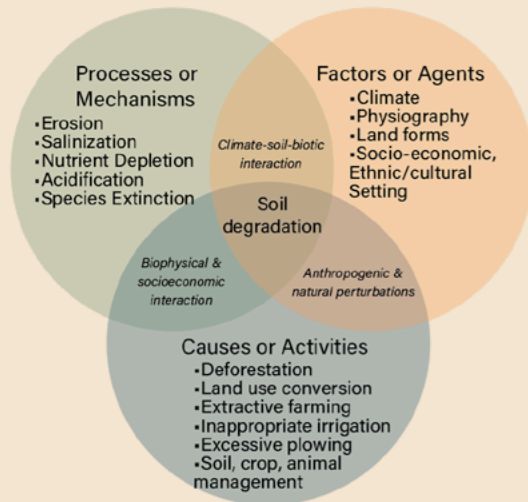 Processes or
Mechanisms
▪Erosion
▪Salinization
▪Nutrient Depletion
▪Acidification
▪Species Extinction
Factors or Agents
▪Climate
▪Physiography
▪Land forms
▪Socio-economic,
Ethnic/cultural
Setting
Climate-soil-biotic
interaction
Soil
degradation
Biophysical &
socioeconomic
interaction
Anthropogenic &
natural perturbations
Causes or Activities
▪Deforestation
▪Land use conversion
▪Extractive farming
▪Inappropriate irrigation
▪Excessive plowing
▪Soil, crop, animal
management